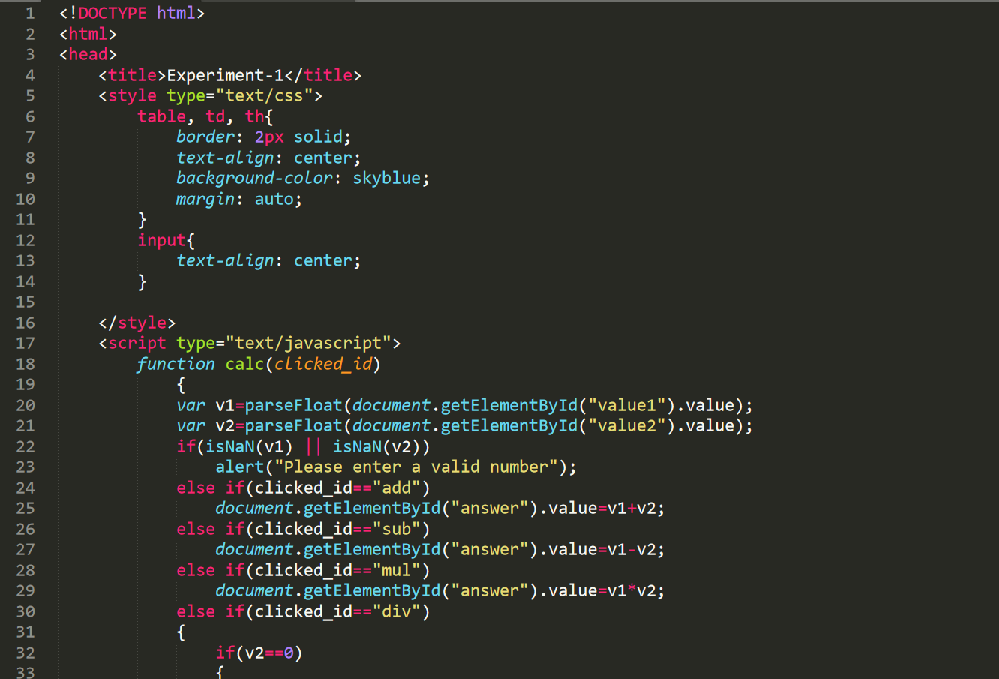 1 <!DOCTYPE html>
2 <html>
3 <head>
4 <title>Experiment-1</title>
5 <style type="text/css">
6 table, td, th{
7 border: 2px solid;
8 text-align: center;
9 background-color: skyblue;
10 margin: auto;
11 }
12 input{
13 text-align: center;
14 }
15
16 </style>
17 <script type="text/javascript">
18 function calc(clicked_id)
19 {
20 var v1=parseFloat(document.getElementById("value1").value);
21 var v2=parseFloat(document.getElementById("value2").value);
22 if(isNaN(v1) || isNaN(v2))
23 alert("Please enter a valid number");
24 else if(clicked_id=="add")
25 document.getElementById("answer").value=v1+v2;
26 else if(clicked_id=="sub")
27 document.getElementById("answer").value=v1-v2;
28 else if(clicked_id=="mul")
29 document.getElementById("answer").value=v1*v2;
30 else if(clicked_id=="div")
31 {
32 if(v2==0)
33 {